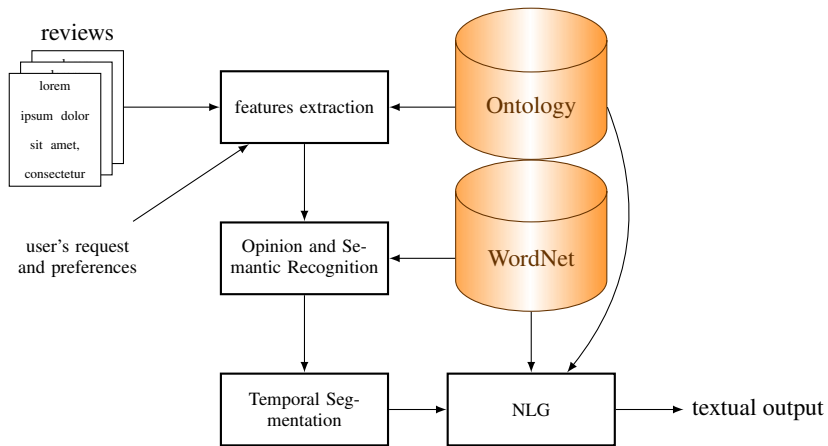 reviews
lorem
ipsum dolor
sit amet,
consectetur
features extraction
Ontology
user's request
and preferences
Opinion and Se-
mantic Recognition
WordNet
Temporal Seg-
mentation
NLG
textual output